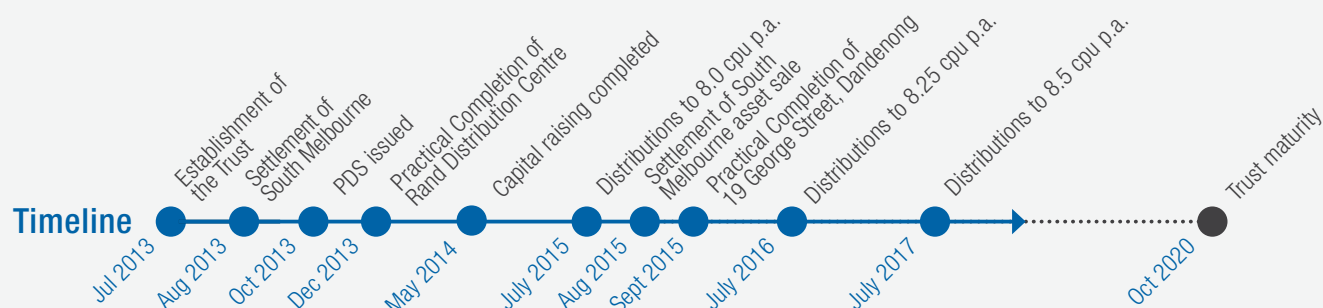 Establishment of
the Trust
Settlement of
South Melbourne
PDS issued
Practical Completion of
Rand Distribution Centre
Capital raising completed
Distributions to 8.0 cpu p.a.
Settlement of South
Melbourne asset sale
Practical Completion of
19 George Street, Dandenong
Distributions to 8.25 cpu p.a.
Distributions to 8.5 cpu p.a.
Trust maturity
Timeline
Jul 2013
Aug 2013
Oct 2013
Dec 2013
May 2014
July 2015
Aug 2015
Sept 2015
July 2016
July 2017
Oct 2020